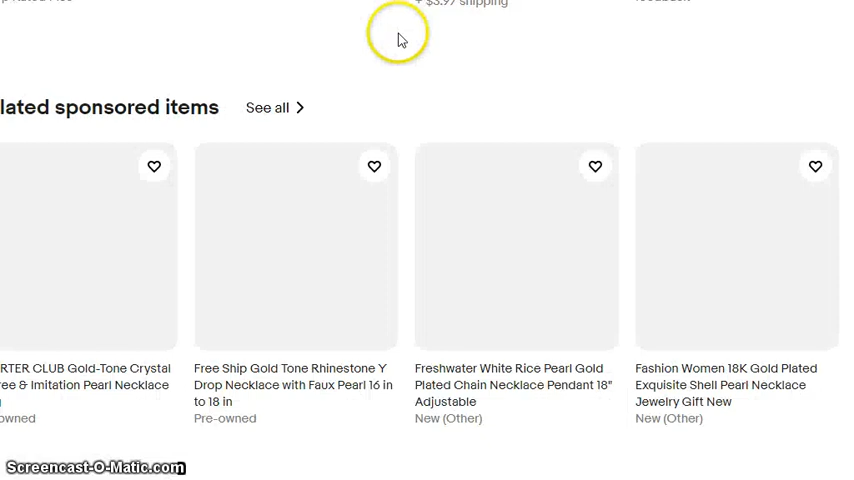 + $3.97 shipping
lated sponsored items
See all
RTER CLUB Gold-Tone Crystal
ree & Imitation Pearl Necklace
owned
Free Ship Gold Tone Rhinestone Y
Drop Necklace with Faux Pearl 16 in
to 18 in
Pre-owned
Freshwater White Rice Pearl Gold
Plated Chain Necklace Pendant 18"
Adjustable
New (Other)
Fashion Women 18K Gold Plated
Exquisite Shell Pearl Necklace
Jewelry Gift New
New (Other)
Screencast-O-Matic.com